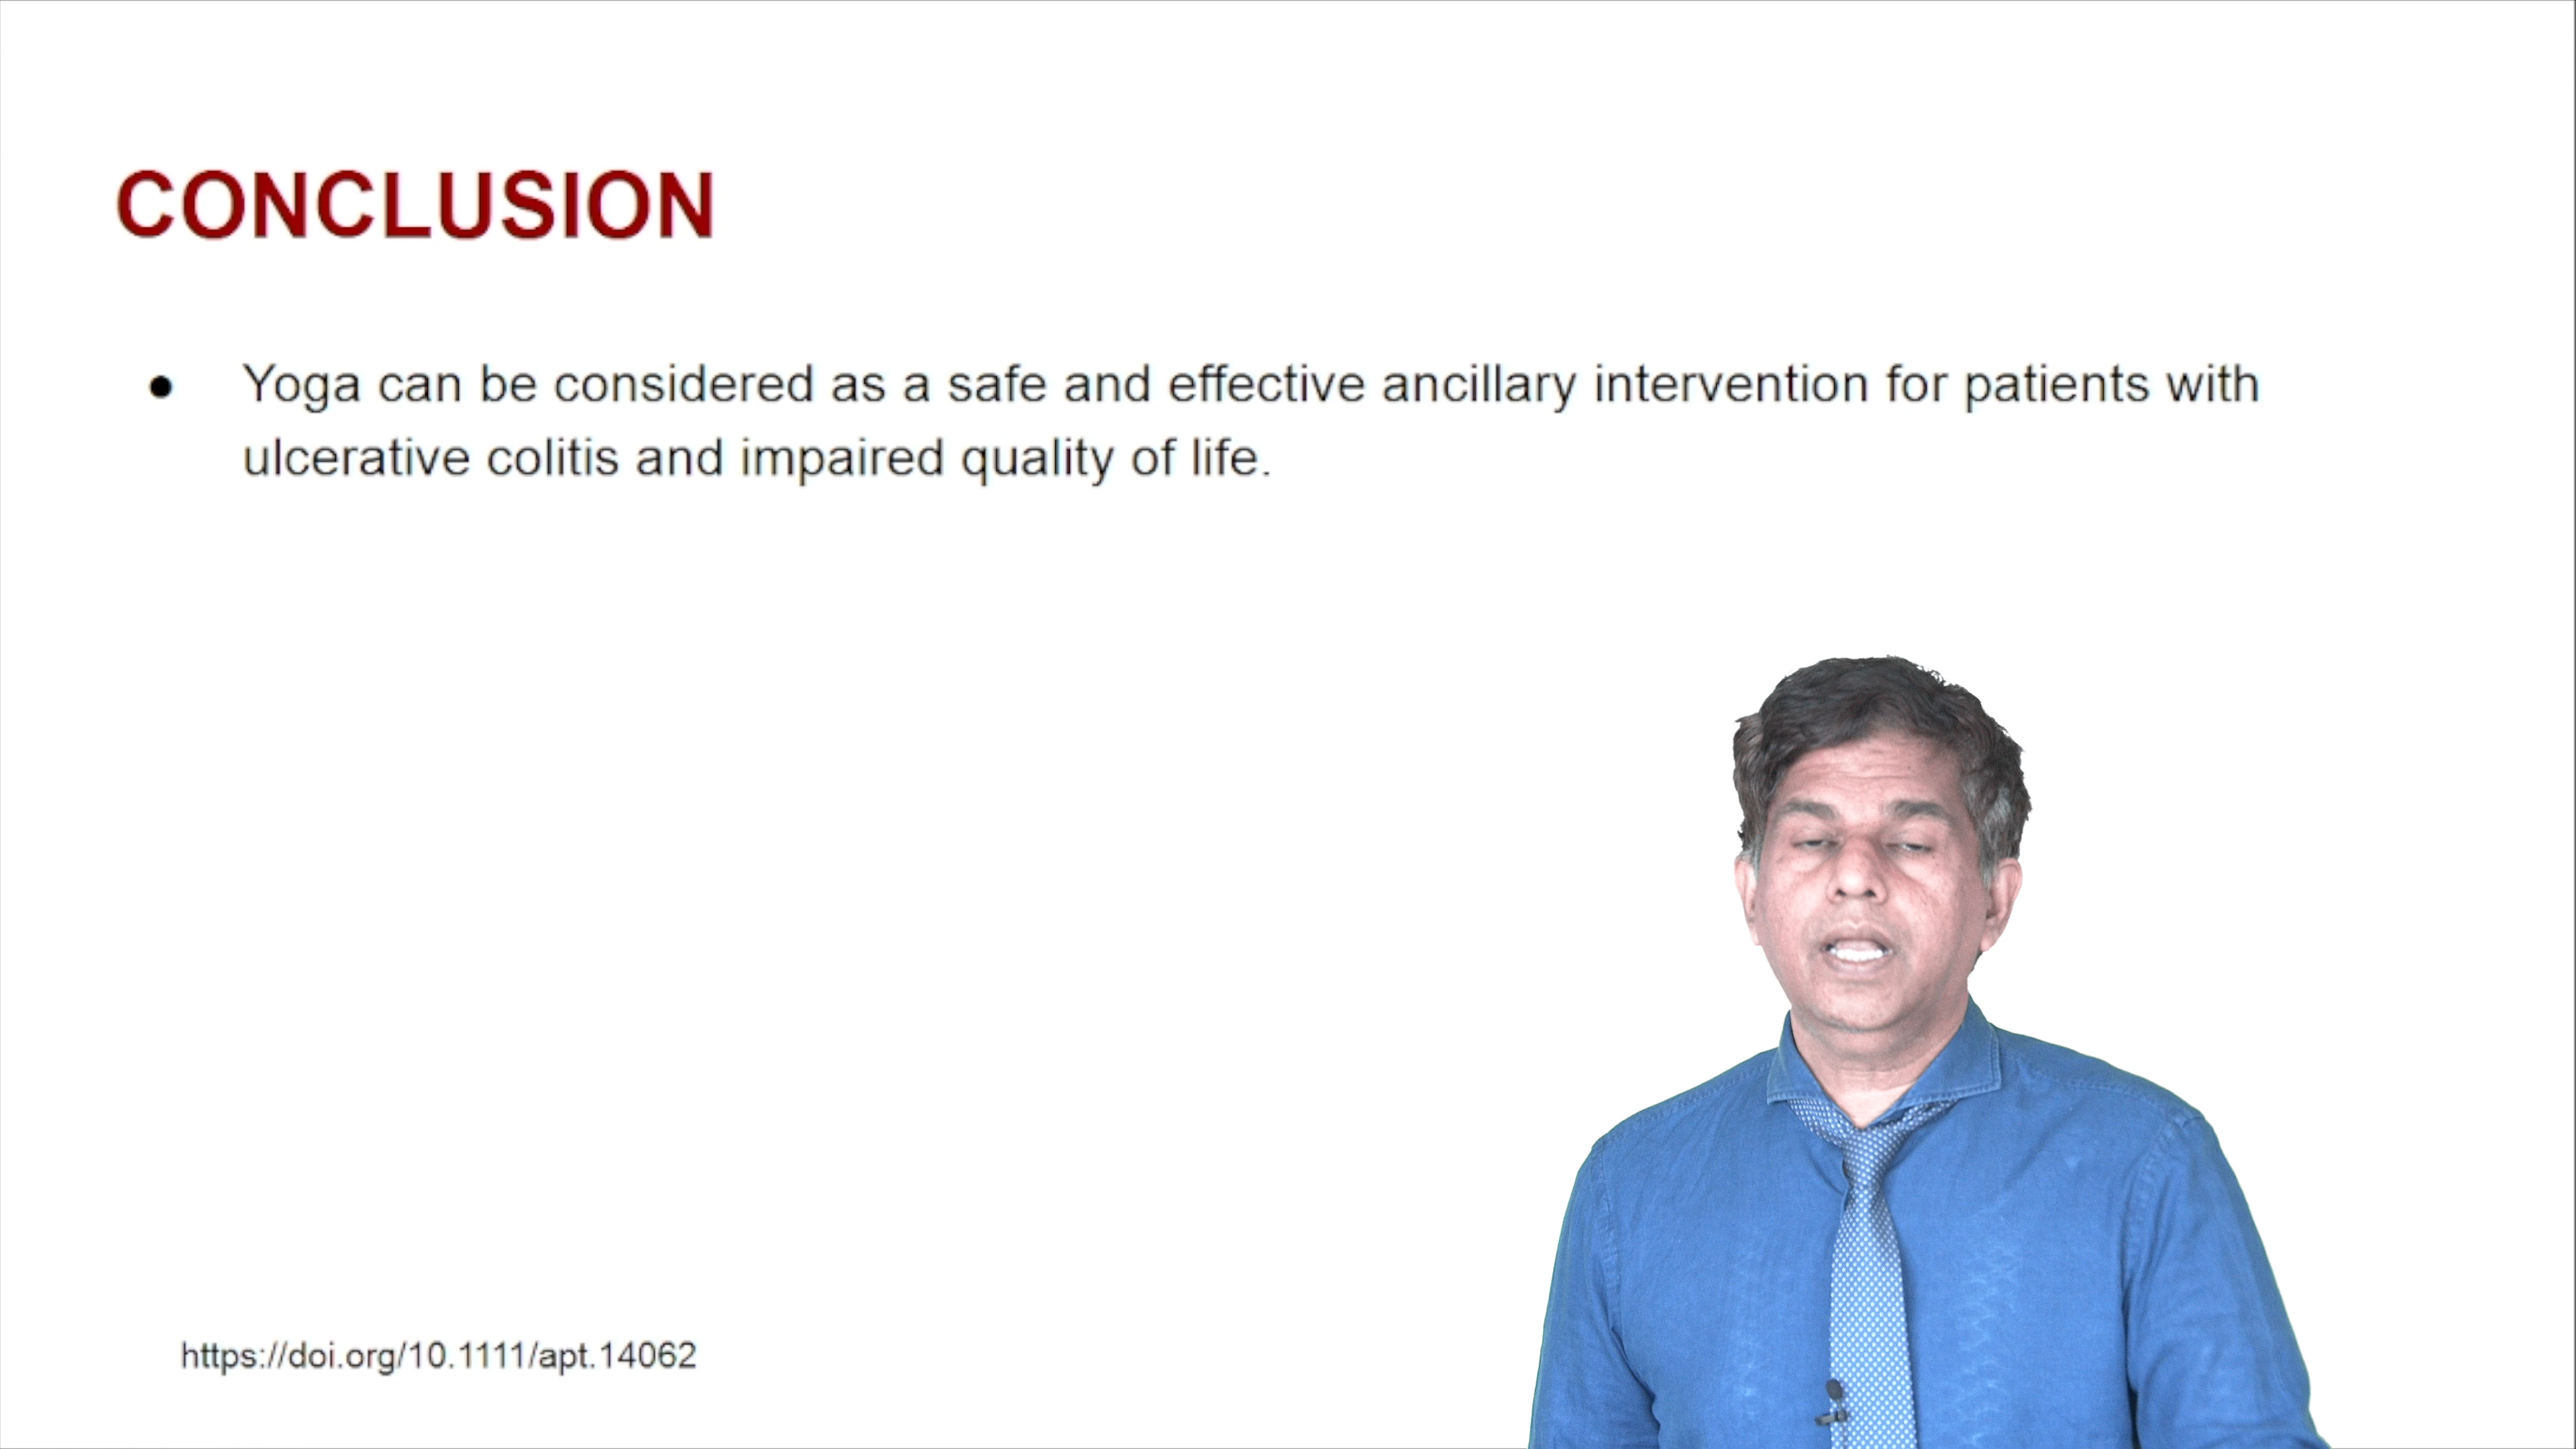 CONCLUSION
● Yoga can be considered as a safe and effective ancillary intervention for patients with
ulcerative colitis and impaired quality of life.
https://doi.org/10.1111/apt.14062